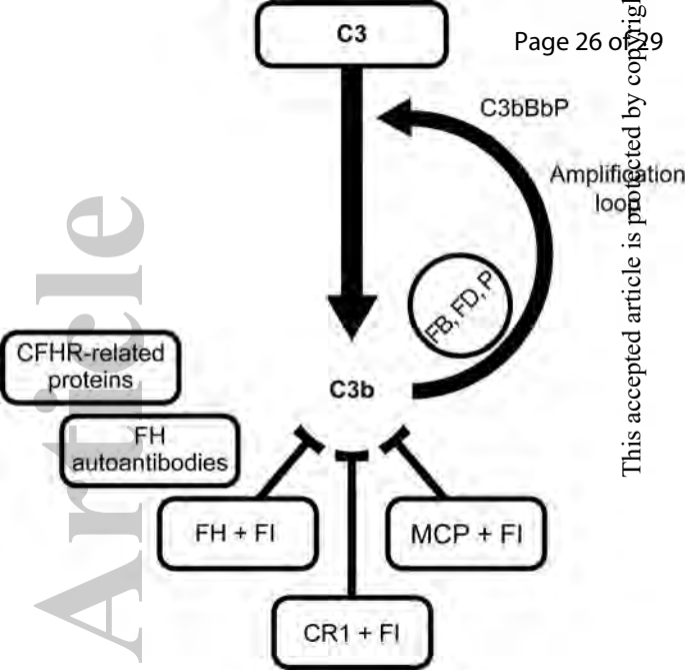 C3
Page 26 of 29
C3bBbP
Amplification
loop
FB, FD, P
CFHR-related
proteins
C3b
FH
autoantibodies
FH + FI
MCP + FI
CR1 + FI
Article
This accepted article is protected by copyrigh